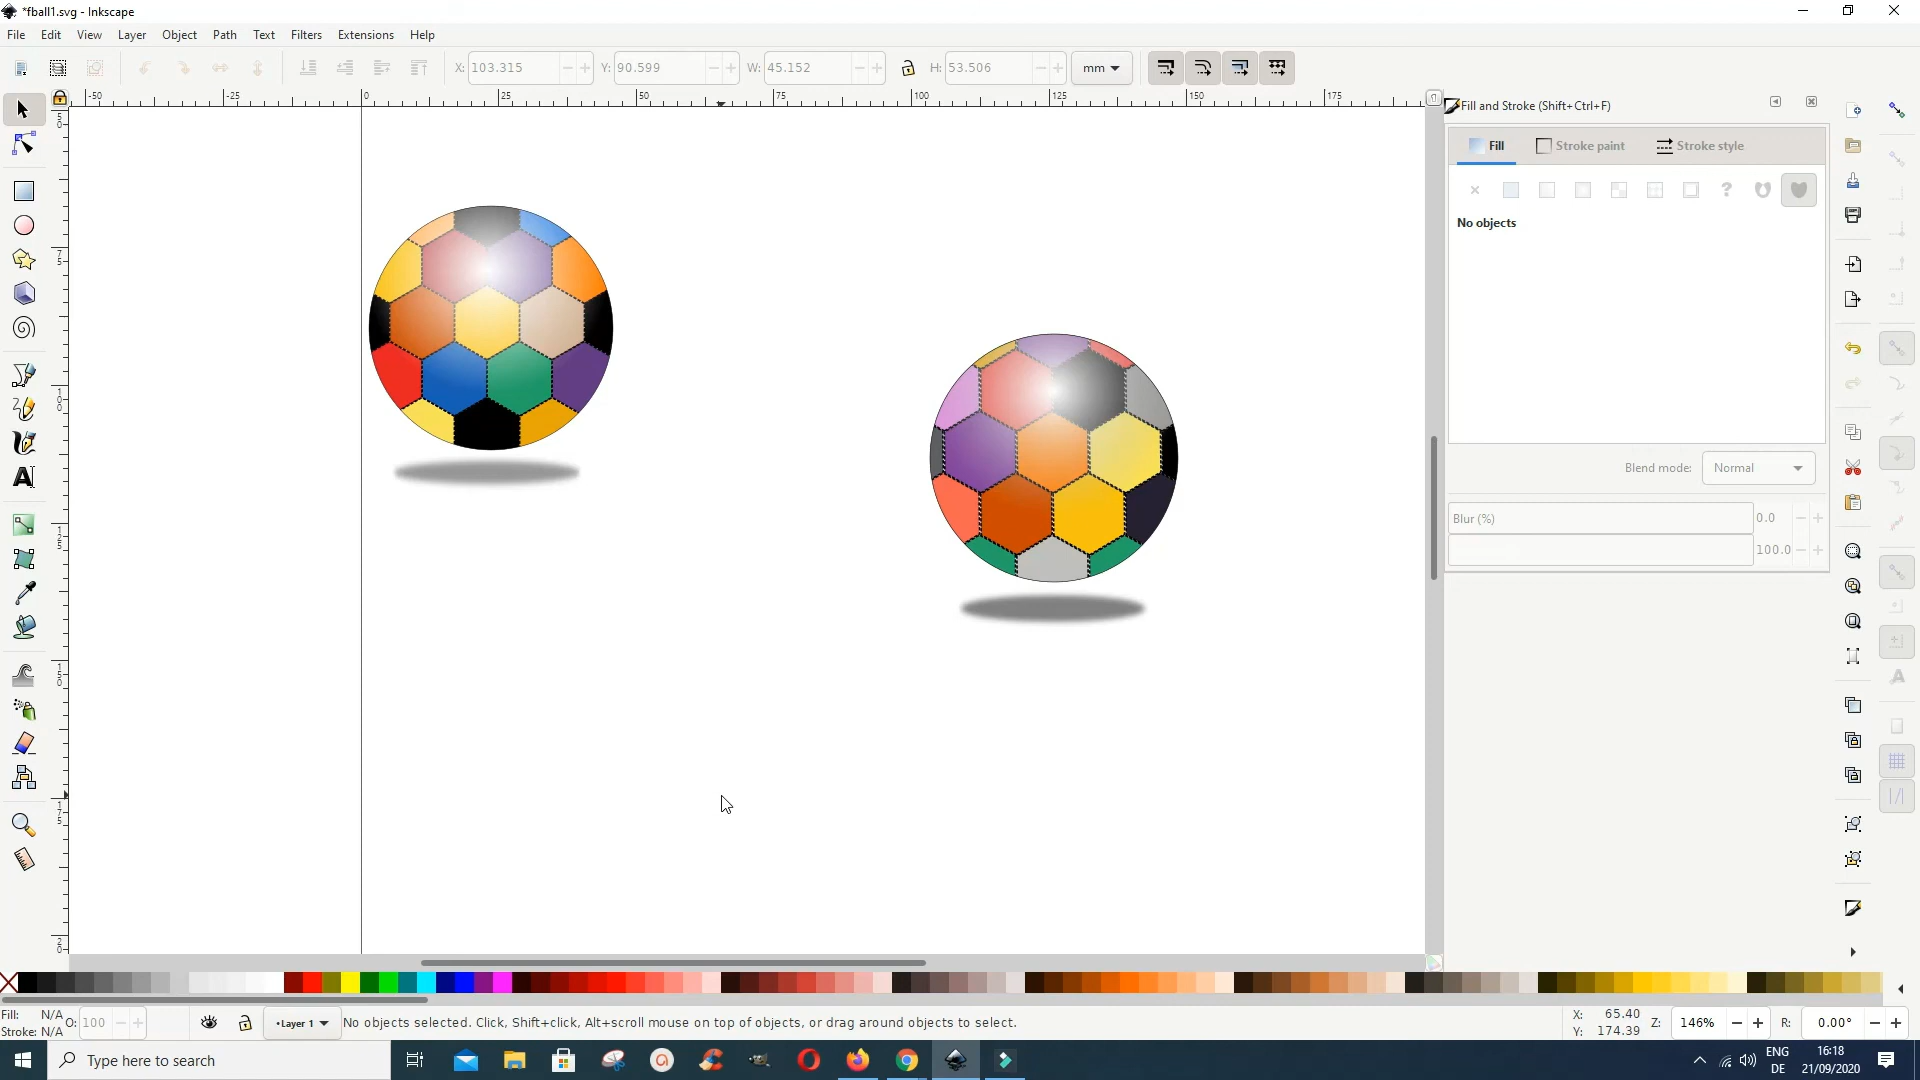 *fball1.svg - Inkscape
File Edit View Layer Object Path Text Filters Extensions Help
X: 103.315 Y: 90.599 W: 45.152 H: 53.506 mm
-50 -25 0 25 50 75 100 125 150 175
Fill and Stroke (Shift+Ctrl+F)
Fill Stroke paint Stroke style
No objects
Blend mode: Normal
Blur (%) 0.0
100.0
Fill: N/A
Stroke: N/A
O: 100
•Layer 1
No objects selected. Click, Shift+click, Alt+scroll mouse on top of objects, or drag around objects to select.
X: 65.40
Y: 174.39
Z: 146% R: 0.00°
Type here to search
ENG
DE
16:18
21/09/2020